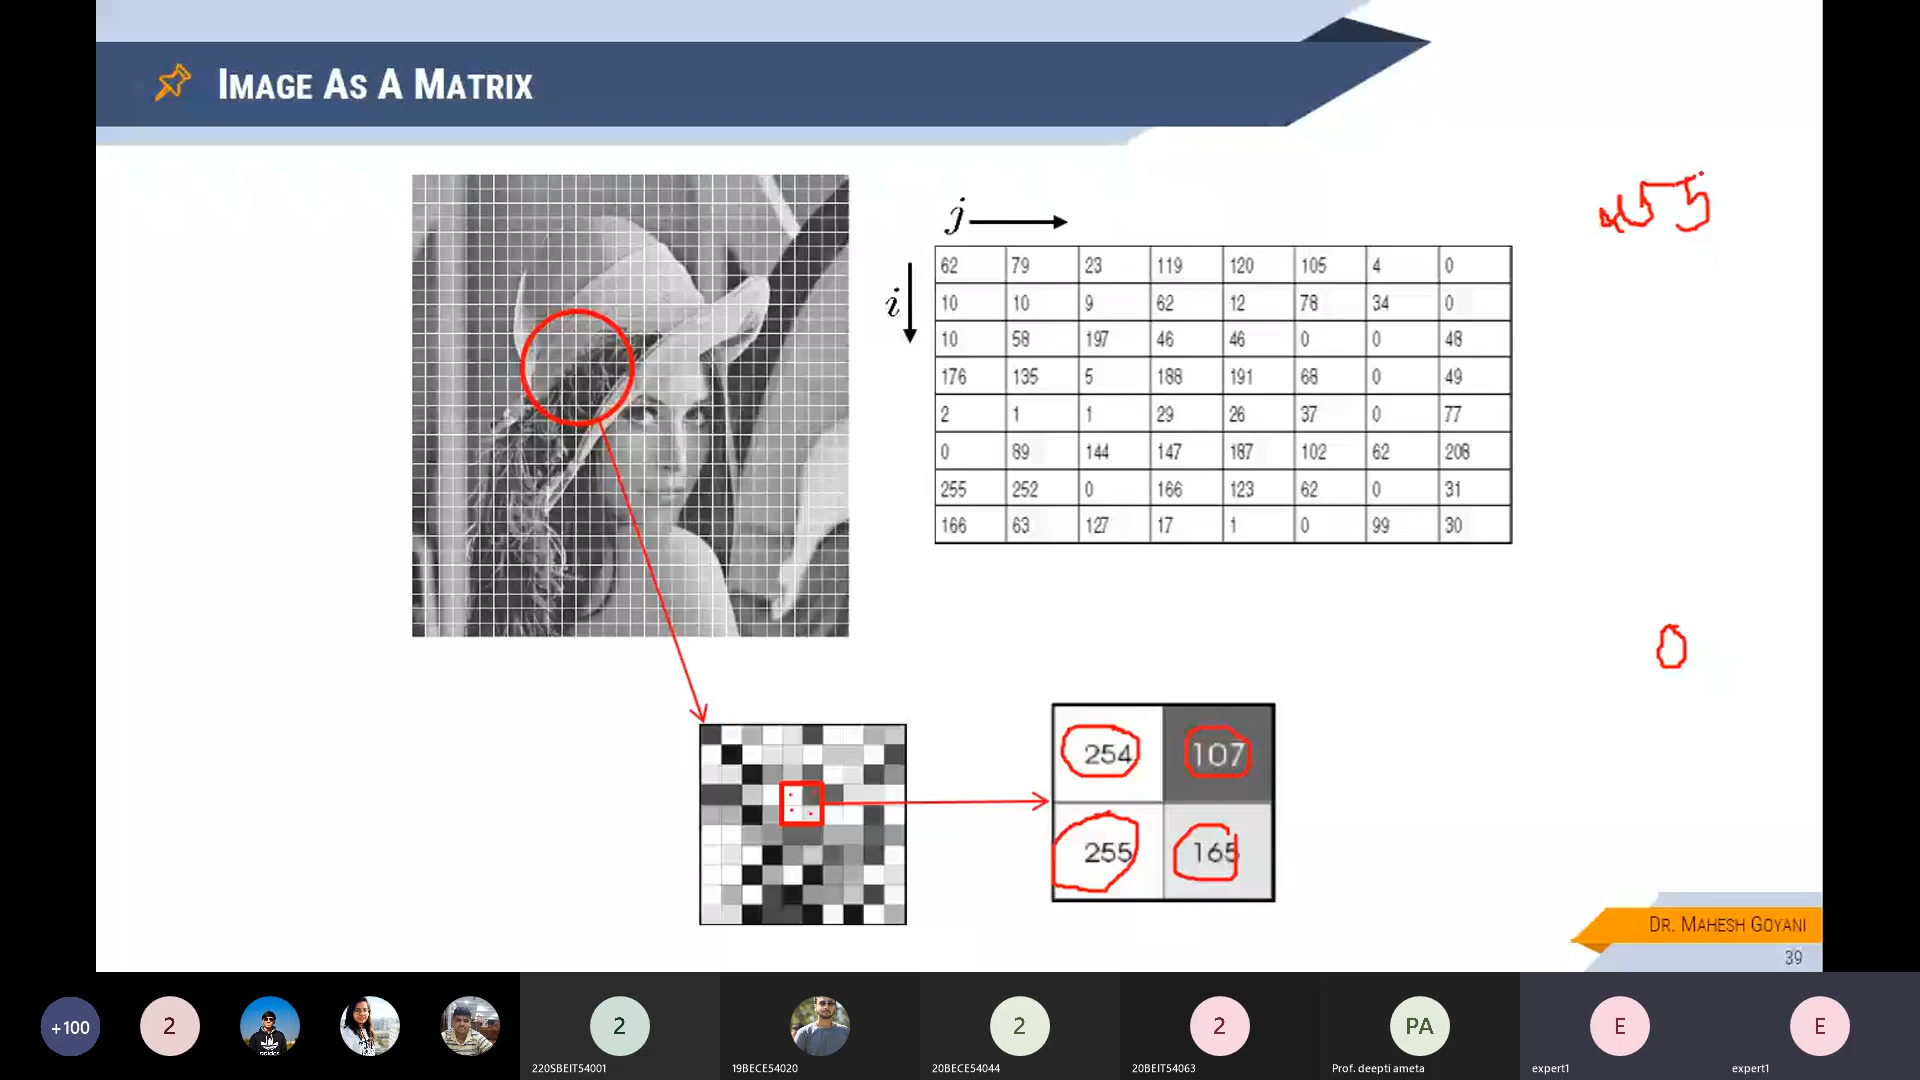 IMAGE AS A MATRIX
j
i
62 79 23 119 120 105 4 0
10 10 9 62 12 78 34 0
10 58 197 46 46 0 0 48
176 135 5 188 191 68 0 49
2 1 1 29 26 37 0 77
0 89 144 147 187 102 62 208
255 252 0 166 123 62 0 31
166 63 127 17 1 0 99 30
0
254 107
255 165
DR. MAHESH GOYANI
39
+100 2 2 2 2 PA E E
220SBEIT54001 19BECE54020 20BECE54044 20BEIT54063 Prof. deepti ameta expert1 expert1